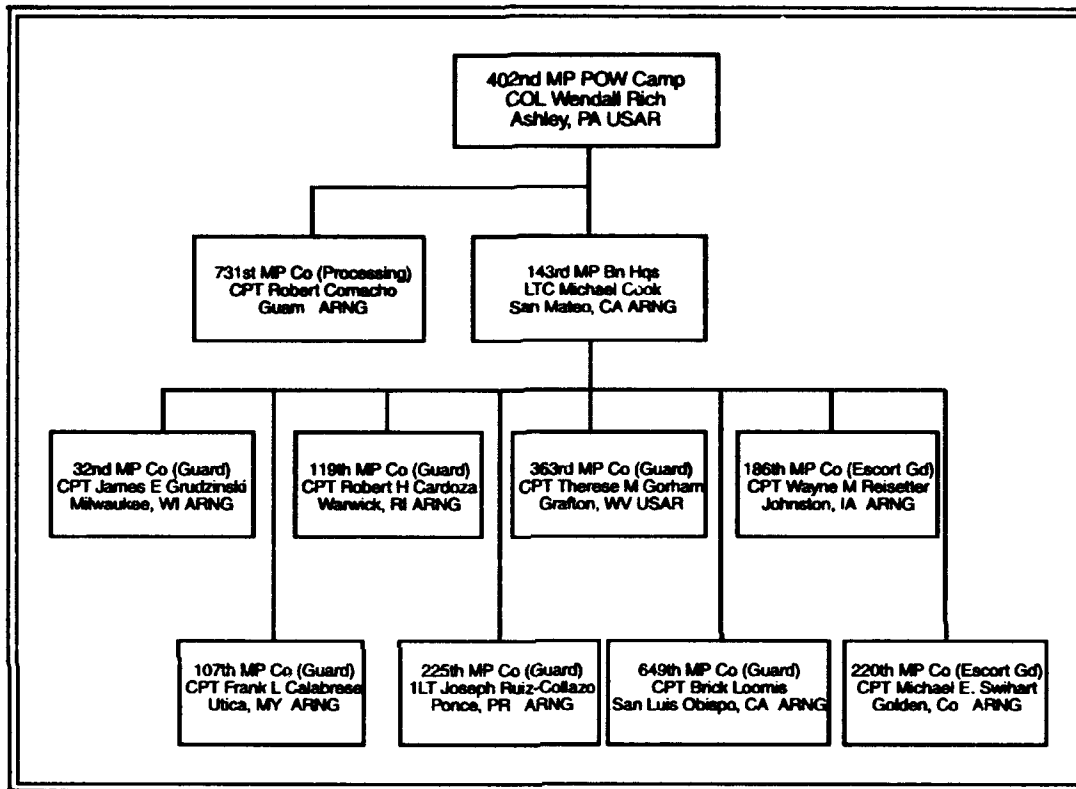 402nd MP POW Camp
COL Wendall Rich
Ashley, PA USAR
731st MP Co (Processing)
CPT Robert Comacho
Guam ARNG
143rd MP Bn Hqs
LTC Michael Cook
San Mateo, CA ARNG
32nd MP Co (Guard)
CPT James E Grudzinski
Milwaukee, WI ARNG
119th MP Co (Guard)
CPT Robert H Cardoza
Warwick, RI ARNG
363rd MP Co (Guard)
CPT Therese M Gorham
Grafton, WV USAR
186th MP Co (Escort Gd)
CPT Wayne M Reisetter
Johnston, IA ARNG
107th MP Co (Guard)
CPT Frank L Calabrese
Utica, MY ARNG
225th MP Co (Guard)
1LT Joseph Ruiz-Collazo
Ponce, PR ARNG
649th MP Co (Guard)
CPT Brick Loomis
San Luis Obispo, CA ARNG
220th MP Co (Escort Gd)
CPT Michael E. Swihart
Golden, Co ARNG